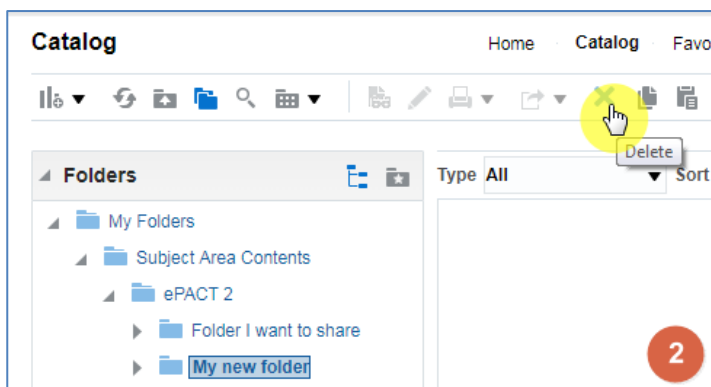 Catalog
Home Catalog Favo
Delete
Folders
Type All Sort
My Folders
Subject Area Contents
ePACT 2
Folder I want to share
My new folder
2